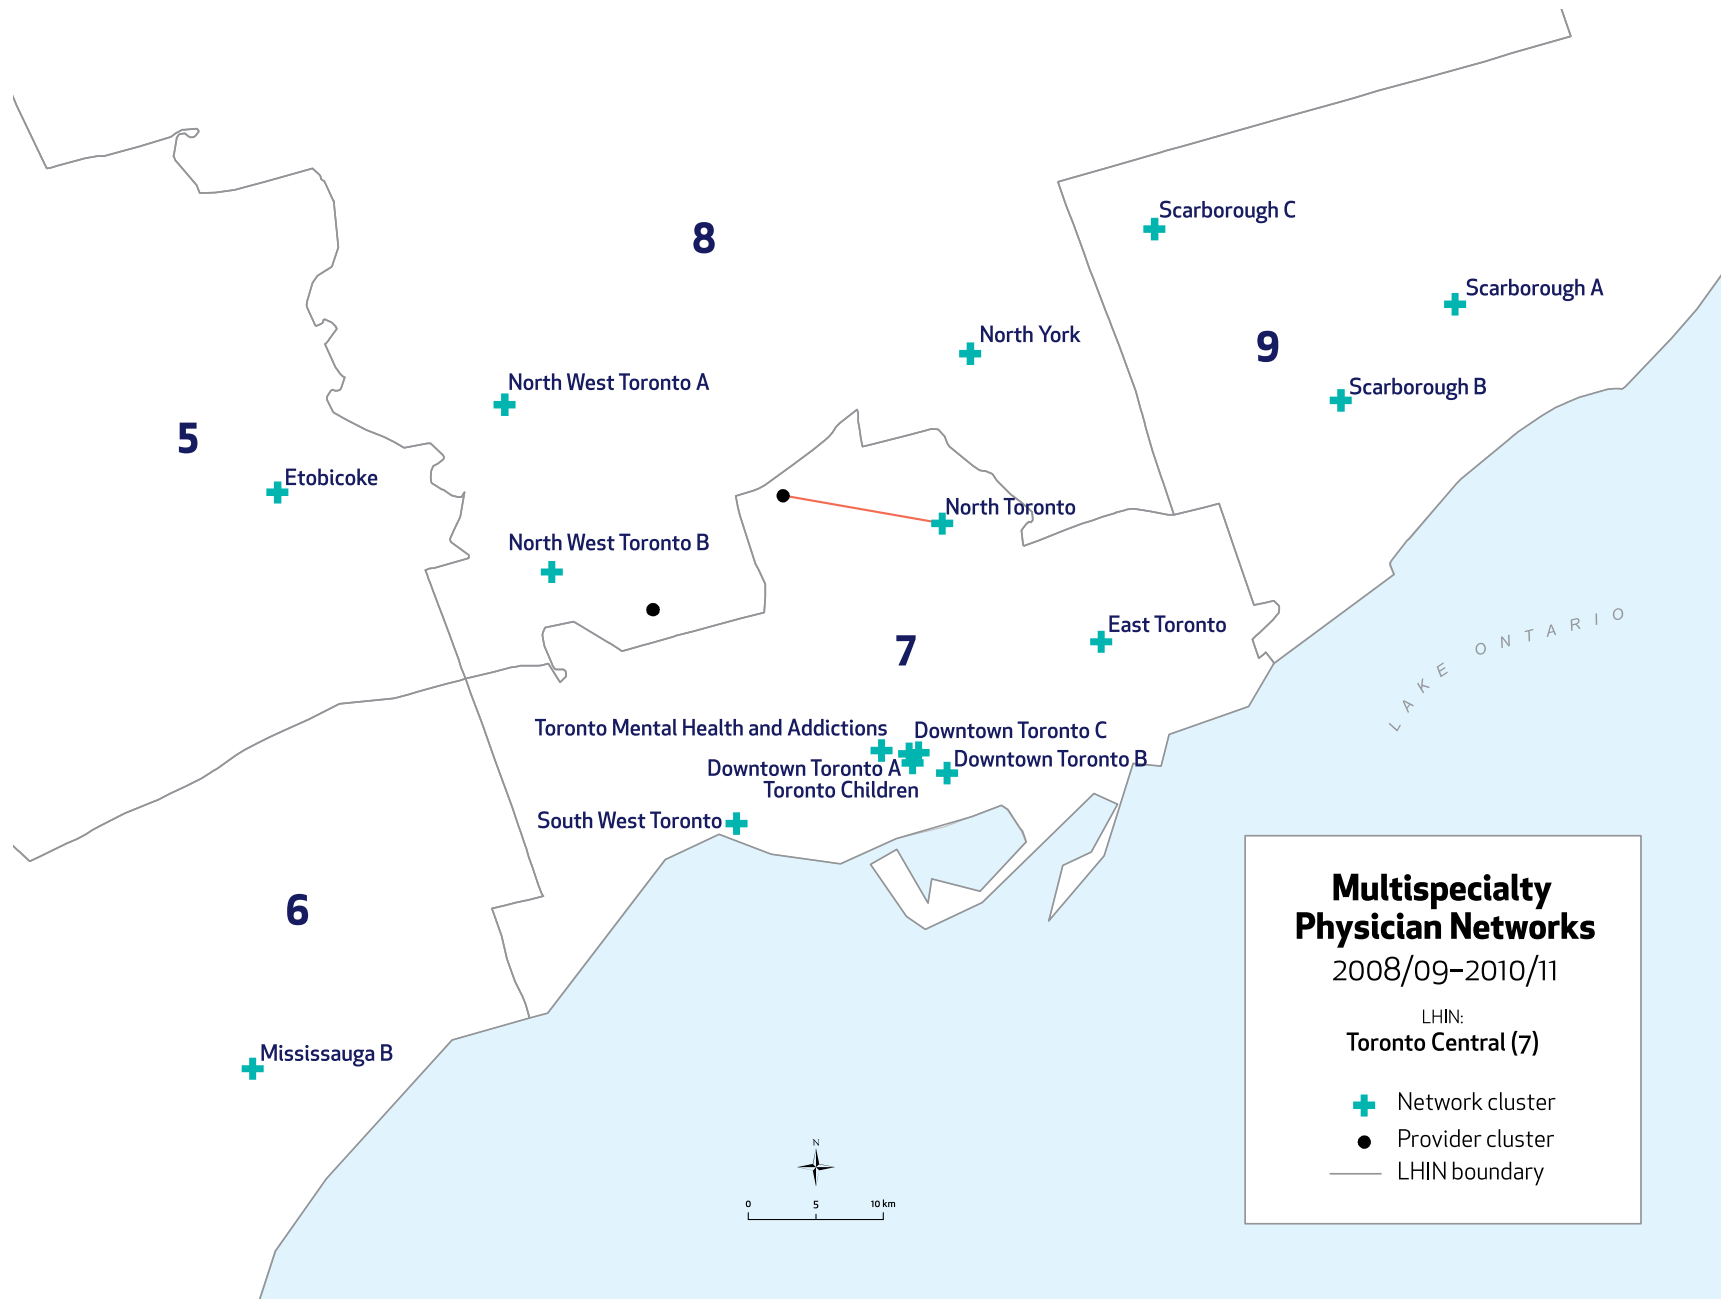 Scarborough C
8
Scarborough A
North York
9
North West Toronto A
Scarborough B
5
Etobicoke
North Toronto
North West Toronto B
East Toronto
7
LAKE ONTARIO
Toronto Mental Health and Addictions
Downtown Toronto C
Downtown Toronto B
Downtown Toronto A
Toronto Children
South West Toronto
6
Mississauga B
Multispecialty
Physician Networks
2008/09–2010/11
LHIN:
Toronto Central (7)
Network cluster
Provider cluster
LHIN boundary
N
0 5 10 km